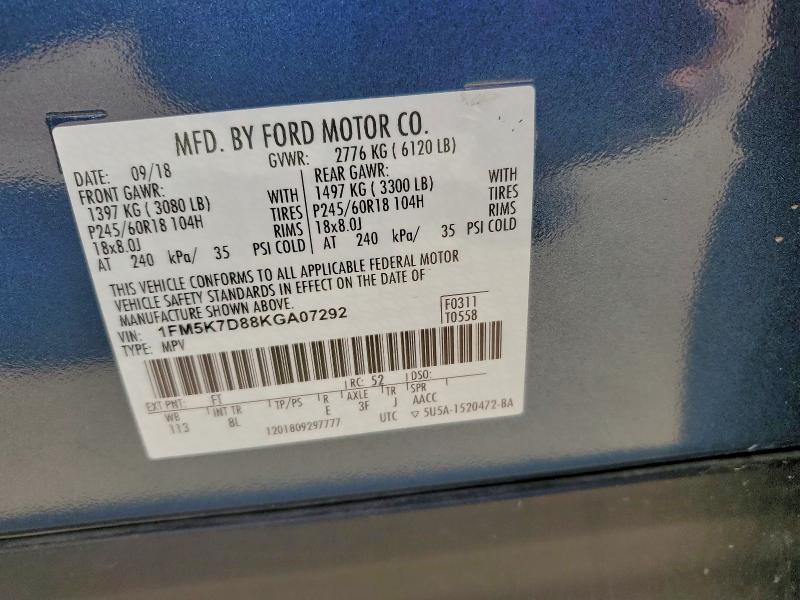 MFD. BY FORD MOTOR CO.
DATE: 09/18 GVWR: 2776 KG ( 6120 LB)
FRONT GAWR: REAR GAWR:
1397 KG ( 3080 LB) WITH 1497 KG ( 3300 LB) WITH
P245/60R18 104H TIRES P245/60R18 104H TIRES
18x8.0J RIMS 18x8.0J RIMS
AT 240 kPa/ 35 PSI COLD AT 240 kPa/ 35 PSI COLD
THIS VEHICLE CONFORMS TO ALL APPLICABLE FEDERAL MOTOR
VEHICLE SAFETY STANDARDS IN EFFECT ON THE DATE OF
MANUFACTURE SHOWN ABOVE.
VIN: 1FM5K7D88KGA07292 F0311
TYPE: MPV T0558
EXT PNT: FT RC: 52 DSO:
WB INT TR TP/PS R AXLE TR SPR
113 8L E 3F J AACC
1201809297777 UTC ▽ 5U5A-1520472-BA